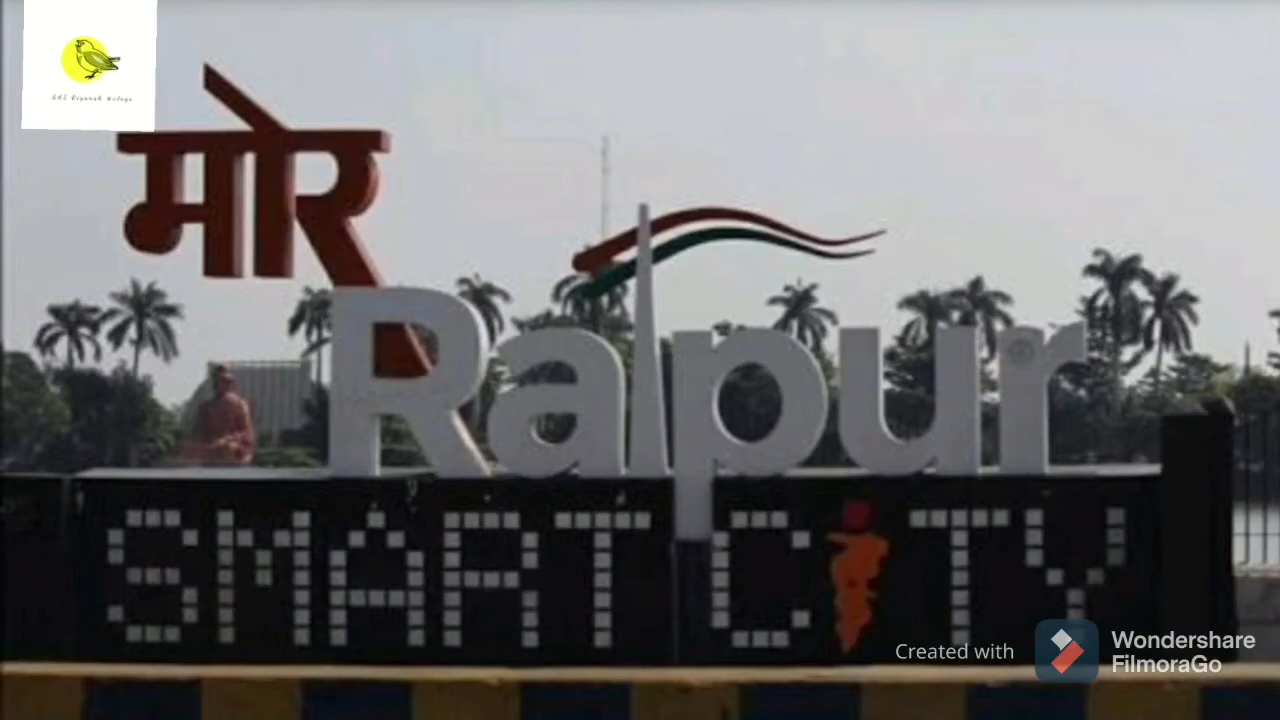 मोर
Raipur
SMART CITY
Created with
Wondershare
FilmoraGo